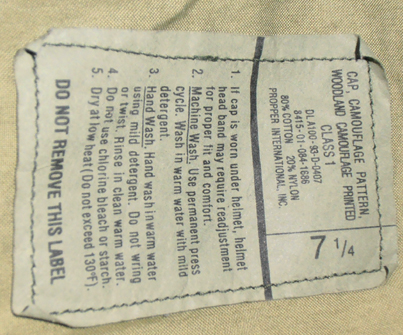 CAP, CAMOUFLAGE PATTERN,
WOODLAND CAMOUFLAGE PRINTED
CLASS 1
DLA100-93-D-0407
8415-01-084-1686
80% COTTON 20% NYLON
PROPPER INTERNATIONAL, INC.
7 1/4
1. If cap is worn under helmet, helmet
head band may require readjustment
for proper fit and comfort.
2. Machine Wash. Use permanent press
cycle. Wash in warm water with mild
detergent.
3. Hand Wash. Hand wash in warm water
using mild detergent. Do not wring
or twist. Rinse in clean warm water.
4. Do not use chlorine bleach or starch.
5. Dry at low heat (Do not exceed 130°F).
DO NOT REMOVE THIS LABEL